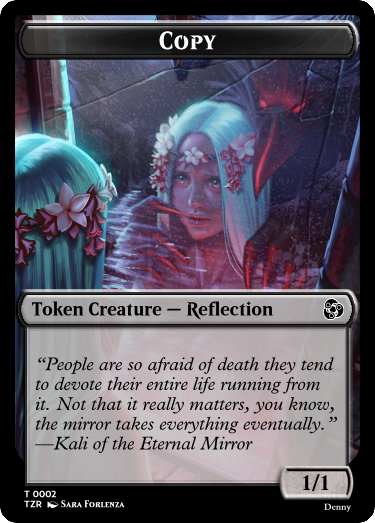 Copy
Token Creature — Reflection
“People are so afraid of death they tend
to devote their entire life running from
it. Not that it really matters, you know,
the mirror takes everything eventually.”
—Kali of the Eternal Mirror
1/1
T 0002
TZR Sara Forlenza
Denny